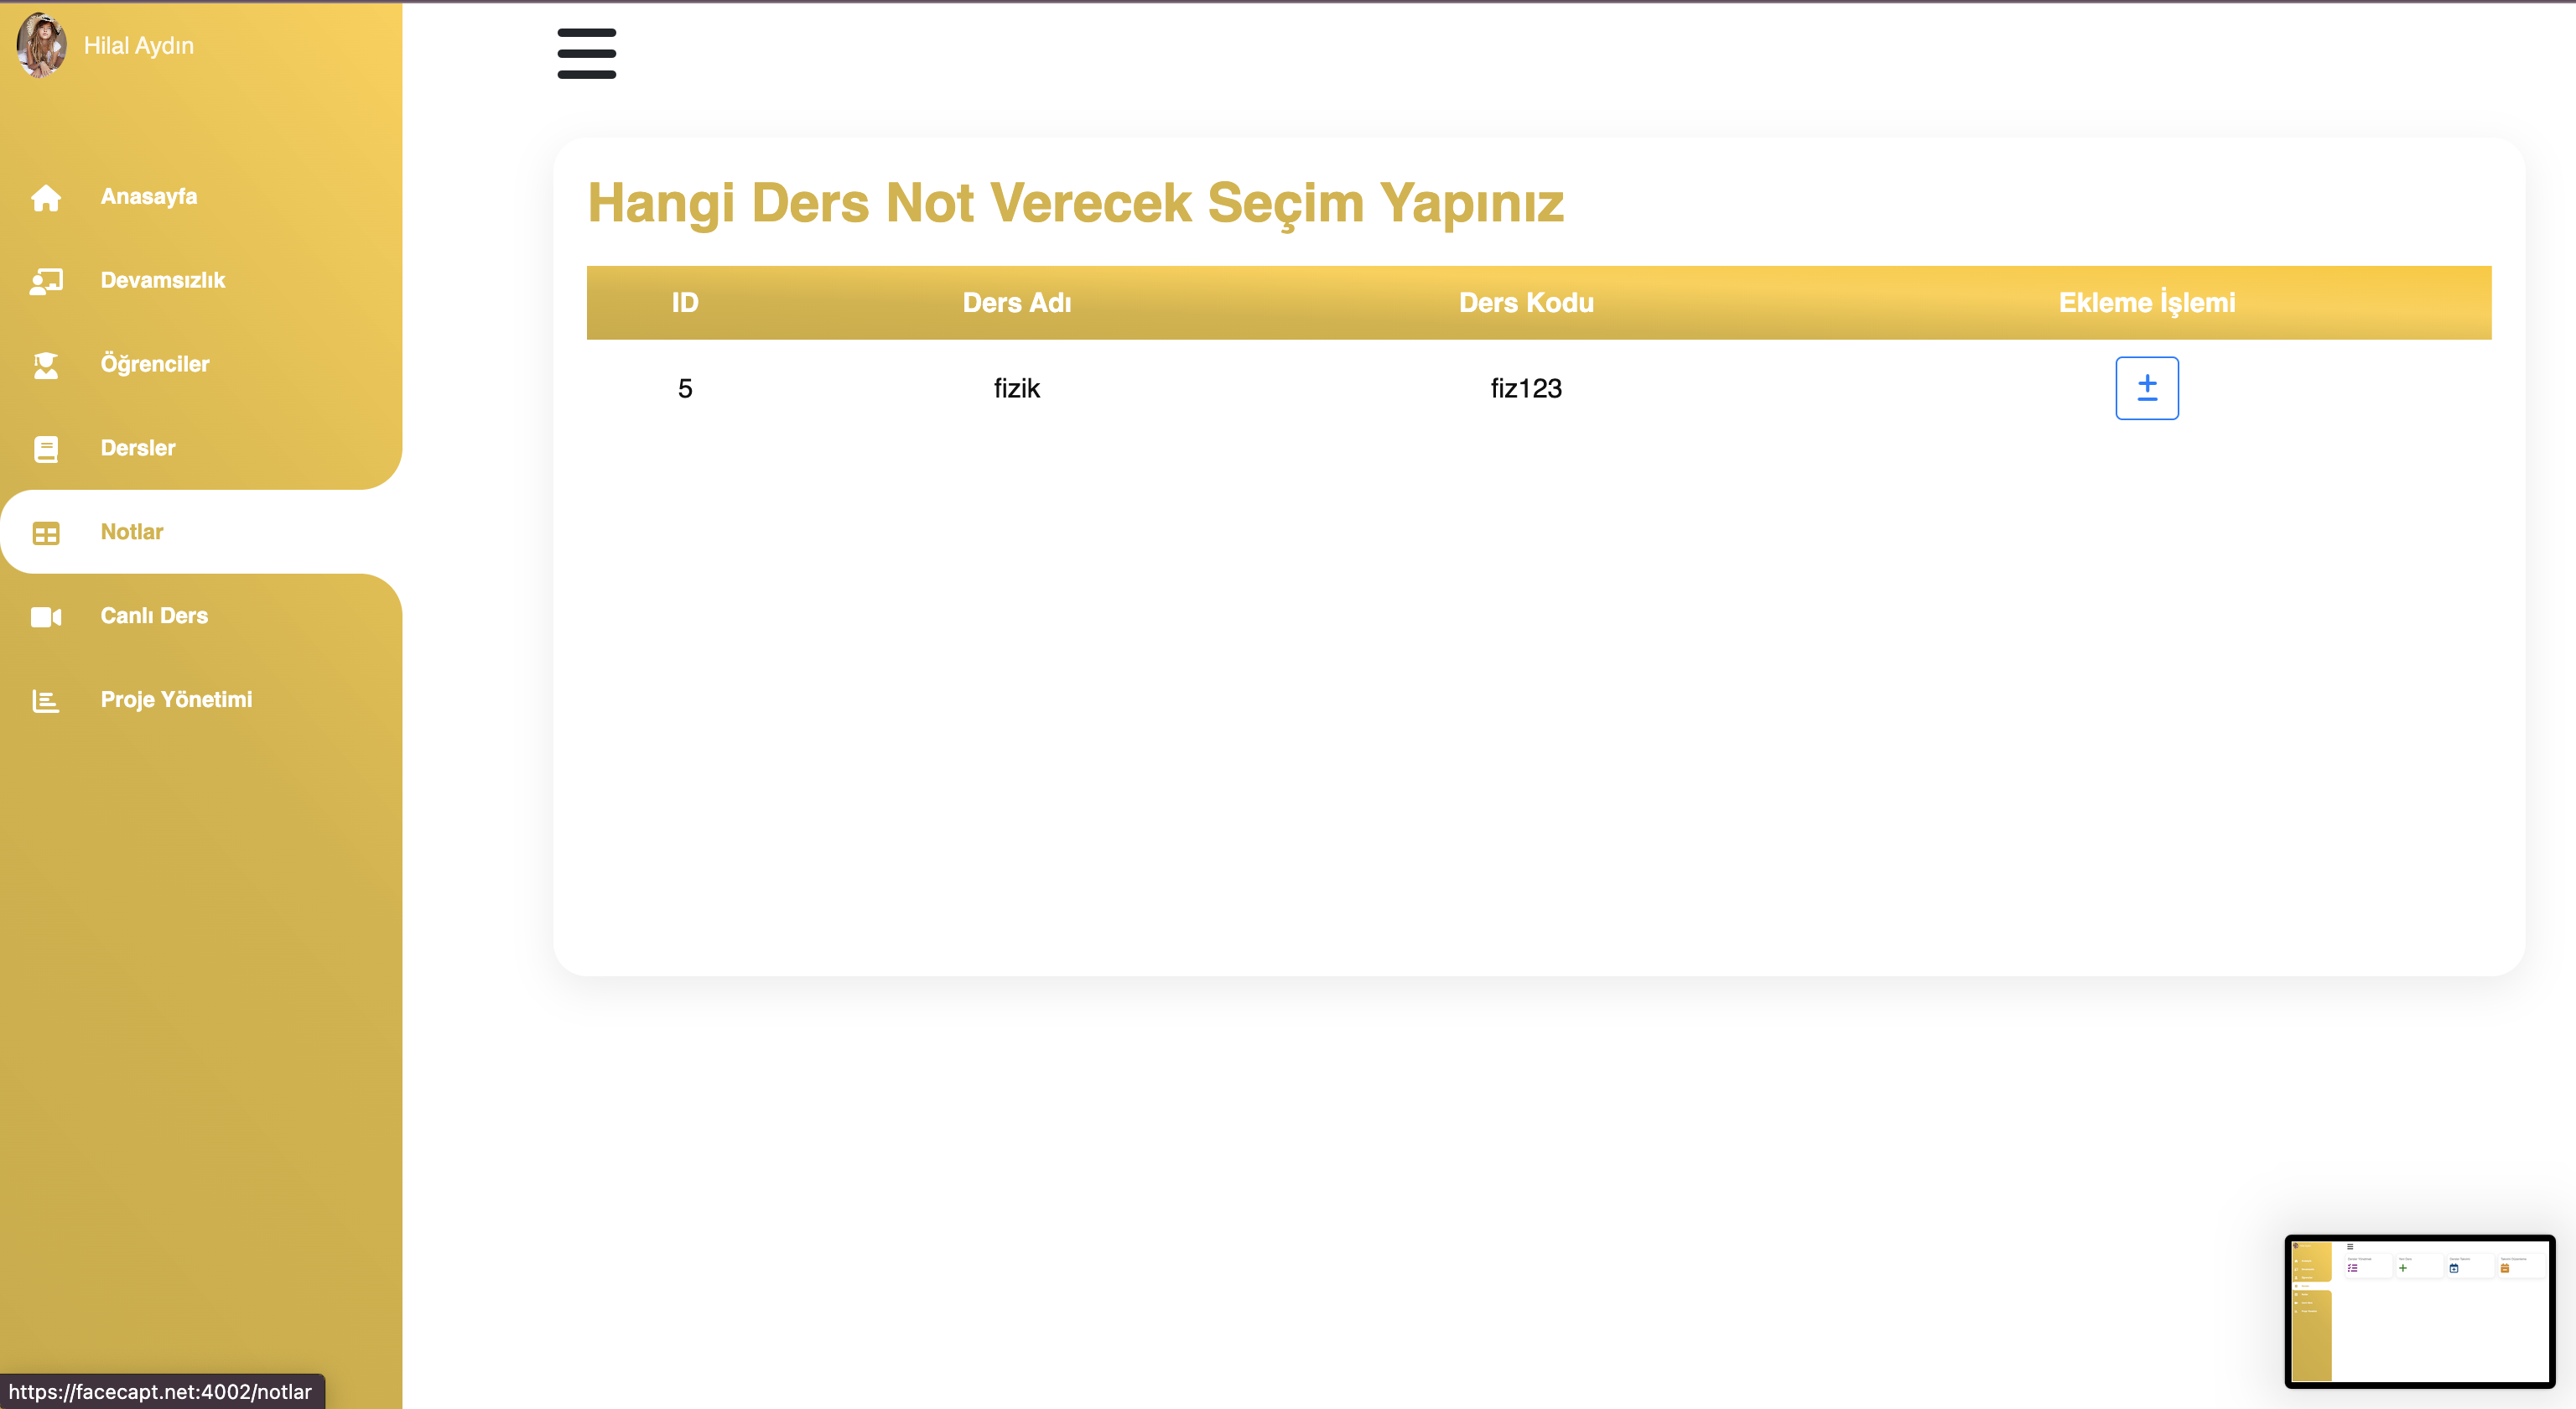 Hilal Aydın
Anasayfa
Devamsızlık
Öğrenciler
Dersler
Notlar
Canlı Ders
Proje Yönetimi
Hangi Ders Not Verecek Seçim Yapınız
ID Ders Adı Ders Kodu Ekleme İşlemi
5 fizik fiz123
https://facecapt.net:4002/notlar